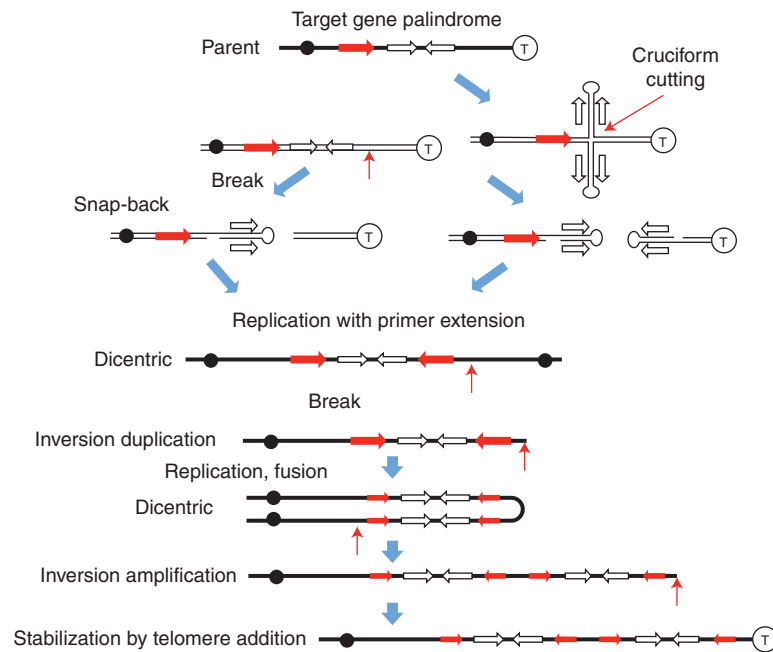 Target gene palindrome
Parent
T
Cruciform
cutting
T
T
Break
Snap-back
T
T
Replication with primer extension
Dicentric
Break
Inversion duplication
Replication, fusion
Dicentric
Inversion amplification
Stabilization by telomere addition
T